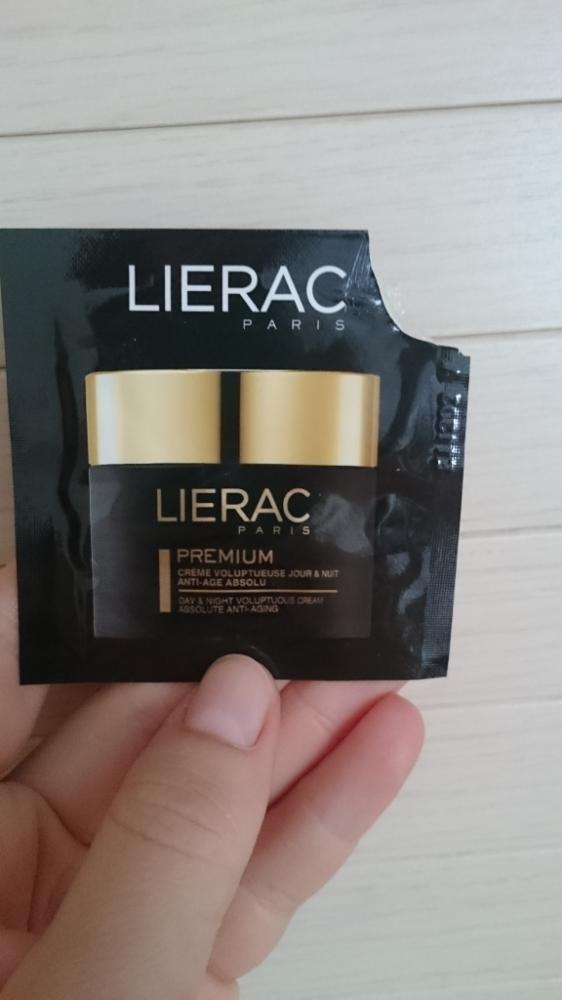 LIERAC
PARIS
LIERAC
PARIS
PREMIUM
CRÈME VOLUPTUEUSE JOUR & NUIT
ANTI-AGE ABSOLU
DAY & NIGHT VOLUPTUOUS CREAM
ABSOLUTE ANTI-AGING